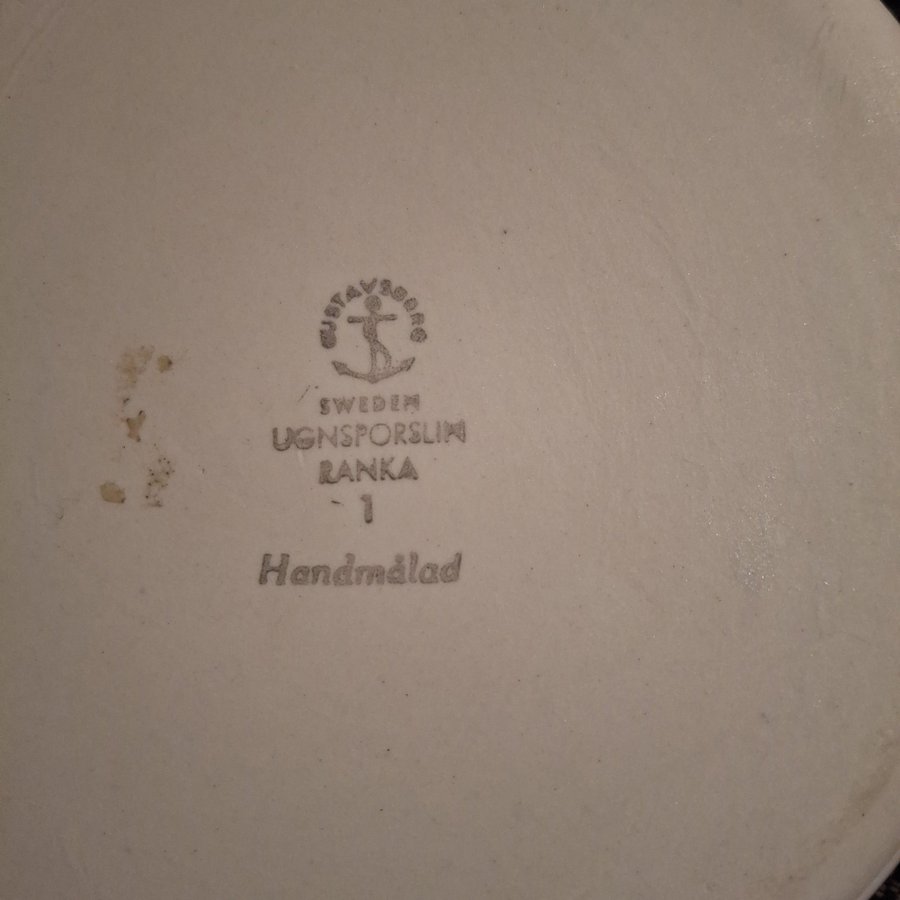 GUSTAVSBERG
SWEDEN
UGNSPORSLIN
RANKA
1
Handmålad